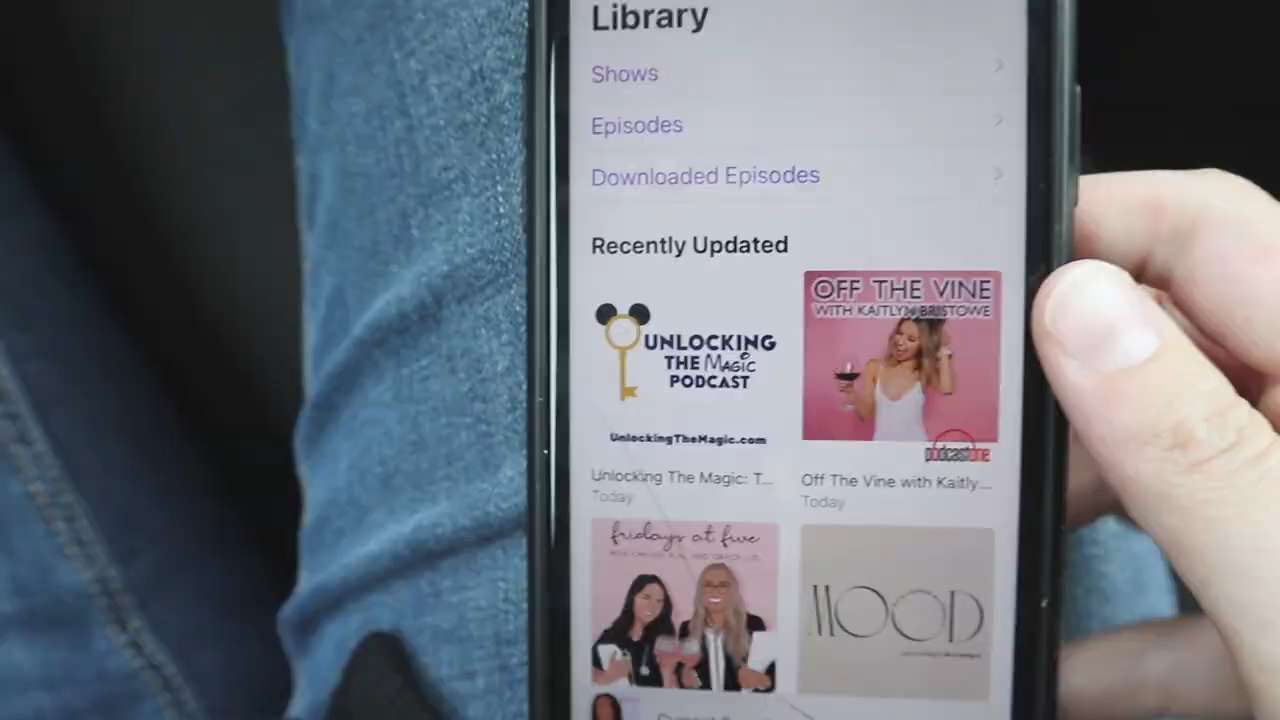 Library
Shows
Episodes
Downloaded Episodes
Recently Updated
UNLOCKING
THE MAGIC
PODCAST
UnlockingTheMagic.com
OFF THE VINE
WITH KAITLYN BRISTOWE
podcastone
Unlocking The Magic: T...
Today
Off The Vine with Kaitly...
Today
fridays at five
MOOD